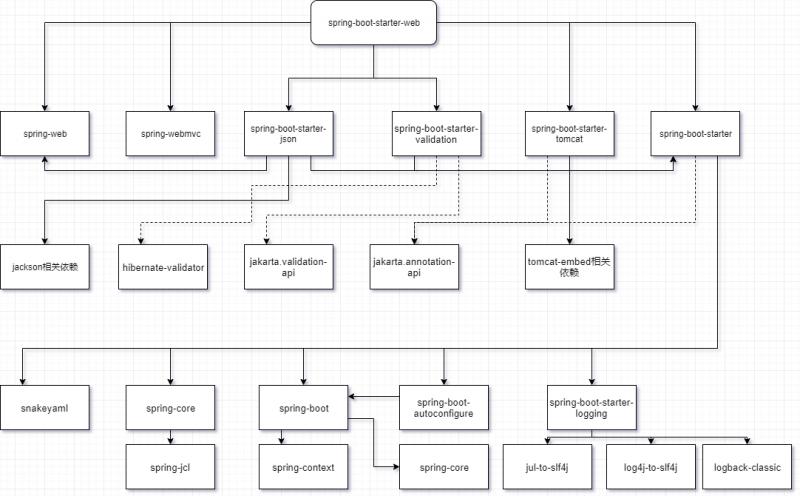 spring-boot-starter-web
spring-web
spring-webmvc
spring-boot-starter-
json
spring-boot-starter-
validation
spring-boot-starter-
tomcat
spring-boot-starter
jackson相关依赖
hibernate-validator
jakarta.validation-
api
jakarta.annotation-
api
tomcat-embed相关
依赖
snakeyaml
spring-core
spring-boot
spring-boot-
autoconfigure
spring-boot-starter-
logging
spring-jcl
spring-context
spring-core
jul-to-slf4j
log4j-to-slf4j
logback-classic